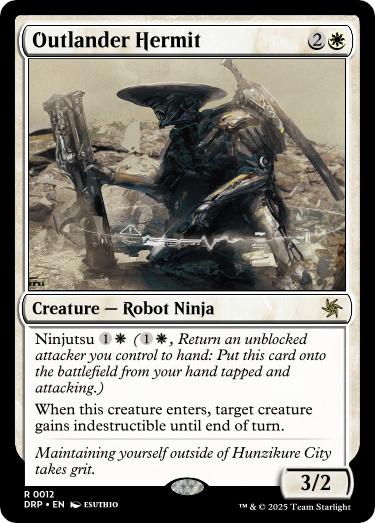 Outlander Hermit 2
Creature — Robot Ninja
Ninjutsu 1 (1, Return an unblocked
attacker you control to hand: Put this card onto
the battlefield from your hand tapped and
attacking.)
When this creature enters, target creature
gains indestructible until end of turn.
Maintaining yourself outside of Hunzikure City
takes grit.
3/2
R 0012
DRP • EN ESUTHIO
™ & © 2025 Team Starlight